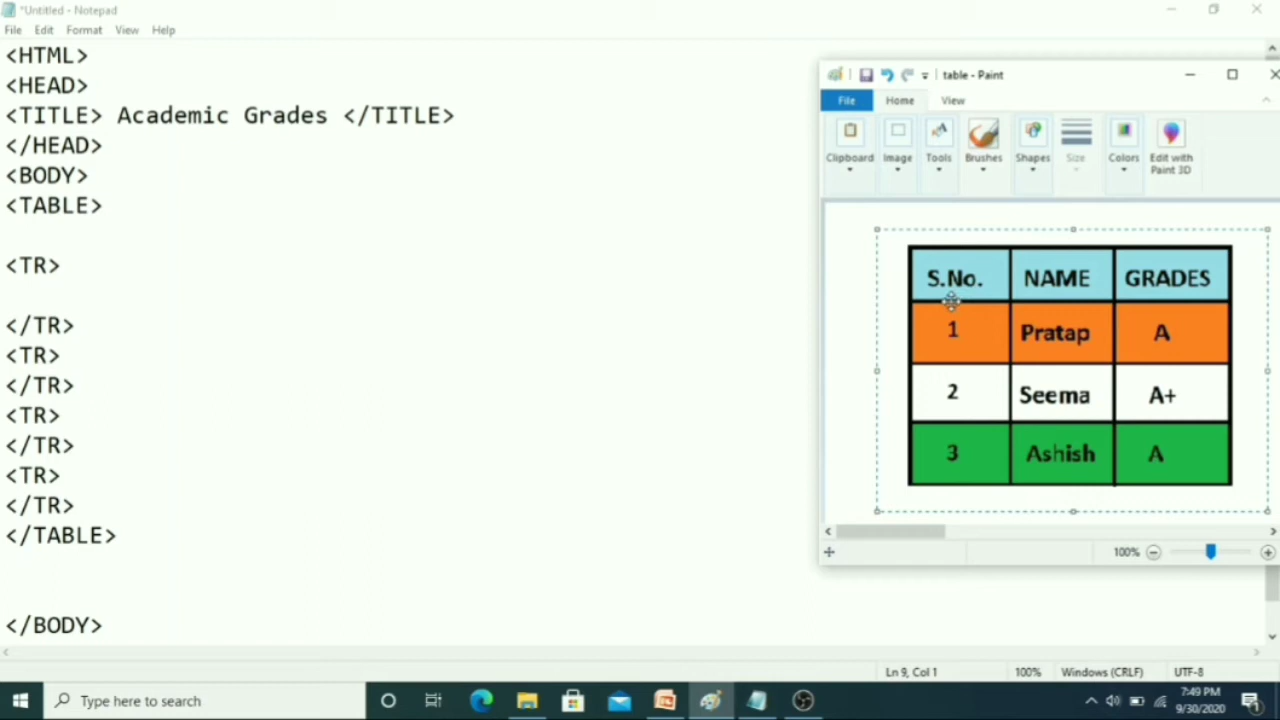 *Untitled - Notepad
File Edit Format View Help
<HTML>
<HEAD>
<TITLE> Academic Grades </TITLE>
</HEAD>
<BODY>
<TABLE>
<TR>
</TR>
<TR>
</TR>
<TR>
</TR>
<TR>
</TR>
</TABLE>
</BODY>
Ln 9, Col 1 100% Windows (CRLF) UTF-8
table - Paint
File Home View
Clipboard Image Tools Brushes Shapes Size Colors Edit with Paint 3D
S.No. NAME GRADES
1 Pratap A
2 Seema A+
3 Ashish A
100%
Type here to search
7:49 PM
9/30/2020